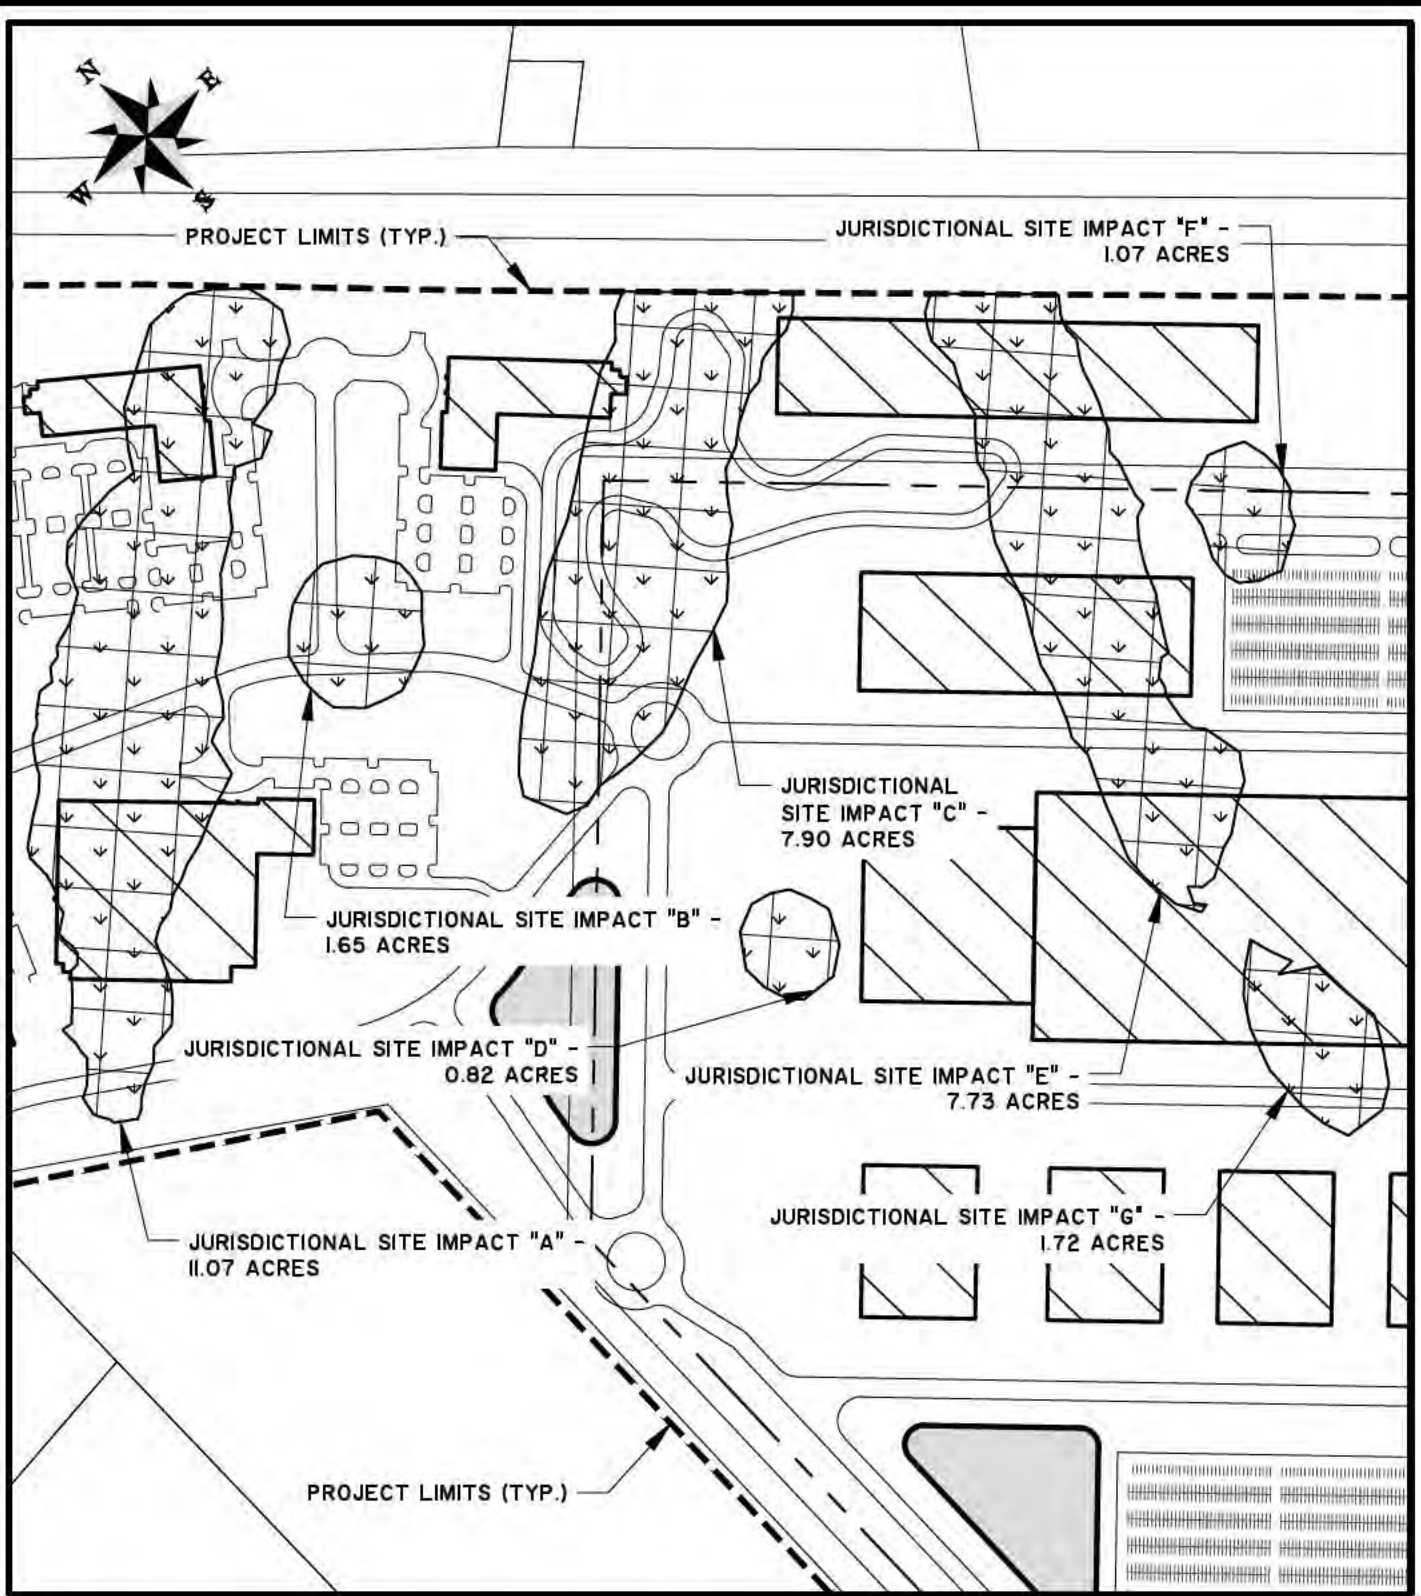 N
E
W
S
PROJECT LIMITS (TYP.)
JURISDICTIONAL SITE IMPACT "F" -
1.07 ACRES
JURISDICTIONAL
SITE IMPACT "C" -
7.90 ACRES
JURISDICTIONAL SITE IMPACT "B" -
1.65 ACRES
JURISDICTIONAL SITE IMPACT "D" -
0.82 ACRES
JURISDICTIONAL SITE IMPACT "E" -
7.73 ACRES
JURISDICTIONAL SITE IMPACT "G" -
1.72 ACRES
JURISDICTIONAL SITE IMPACT "A" -
11.07 ACRES
PROJECT LIMITS (TYP.)